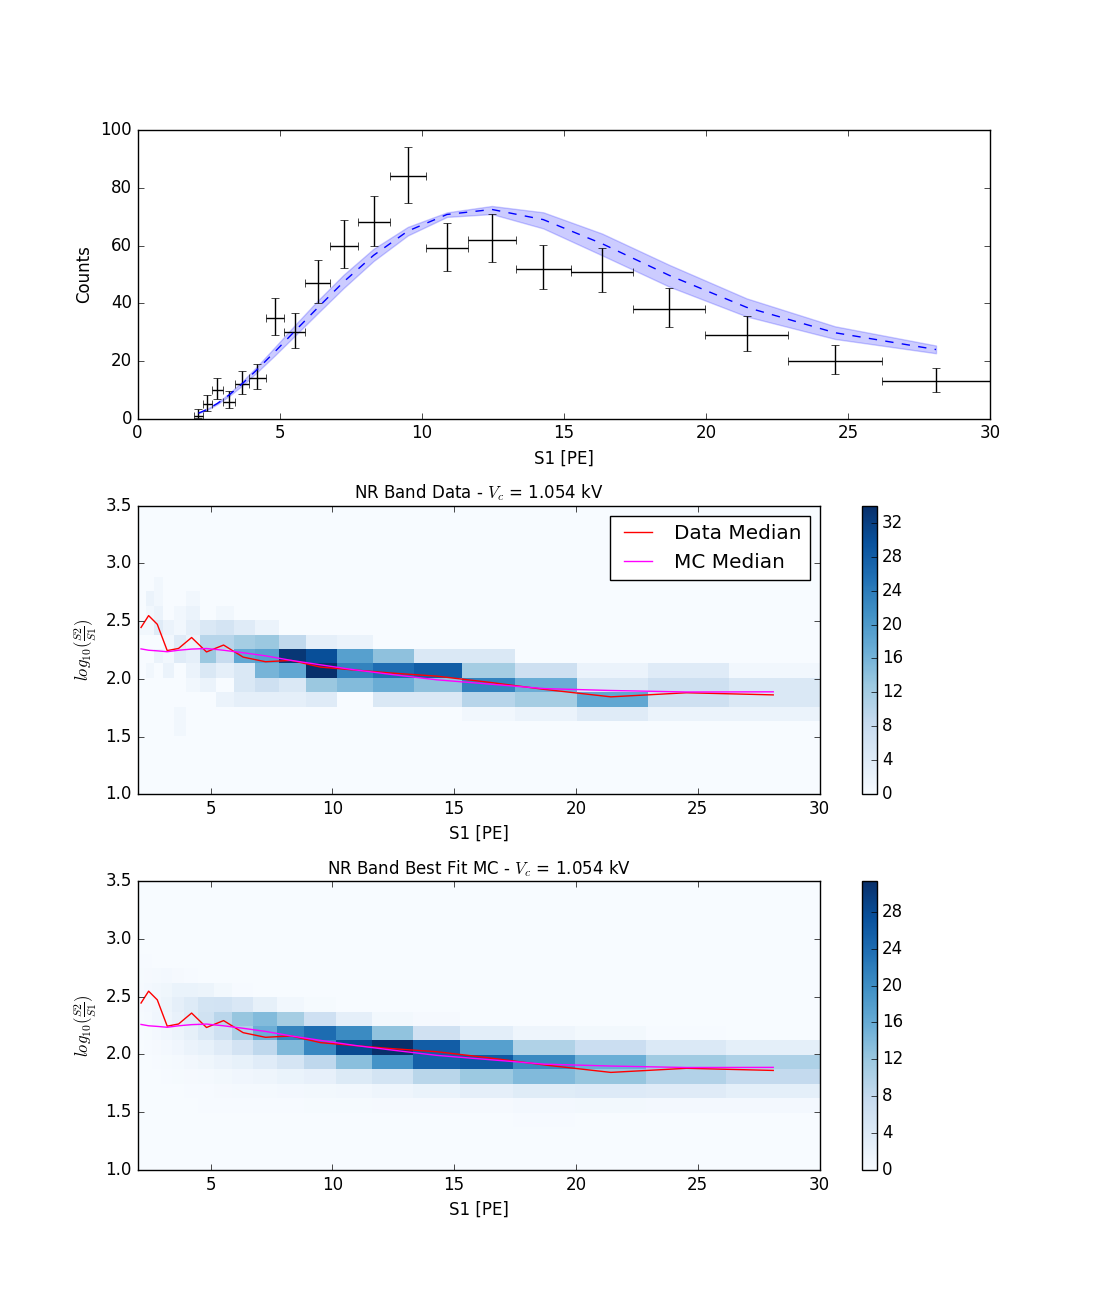 100
80
60
40
20
0
Counts
0 5 10 15 20 25 30
S1 [PE]
NR Band Data - V_c = 1.054 kV
3.5
3.0
2.5
2.0
1.5
1.0
log_10(S2/S1)
Data Median
MC Median
32
28
24
20
16
12
8
4
0
5 10 15 20 25 30
S1 [PE]
NR Band Best Fit MC - V_c = 1.054 kV
3.5
3.0
2.5
2.0
1.5
1.0
log_10(S2/S1)
28
24
20
16
12
8
4
0
5 10 15 20 25 30
S1 [PE]